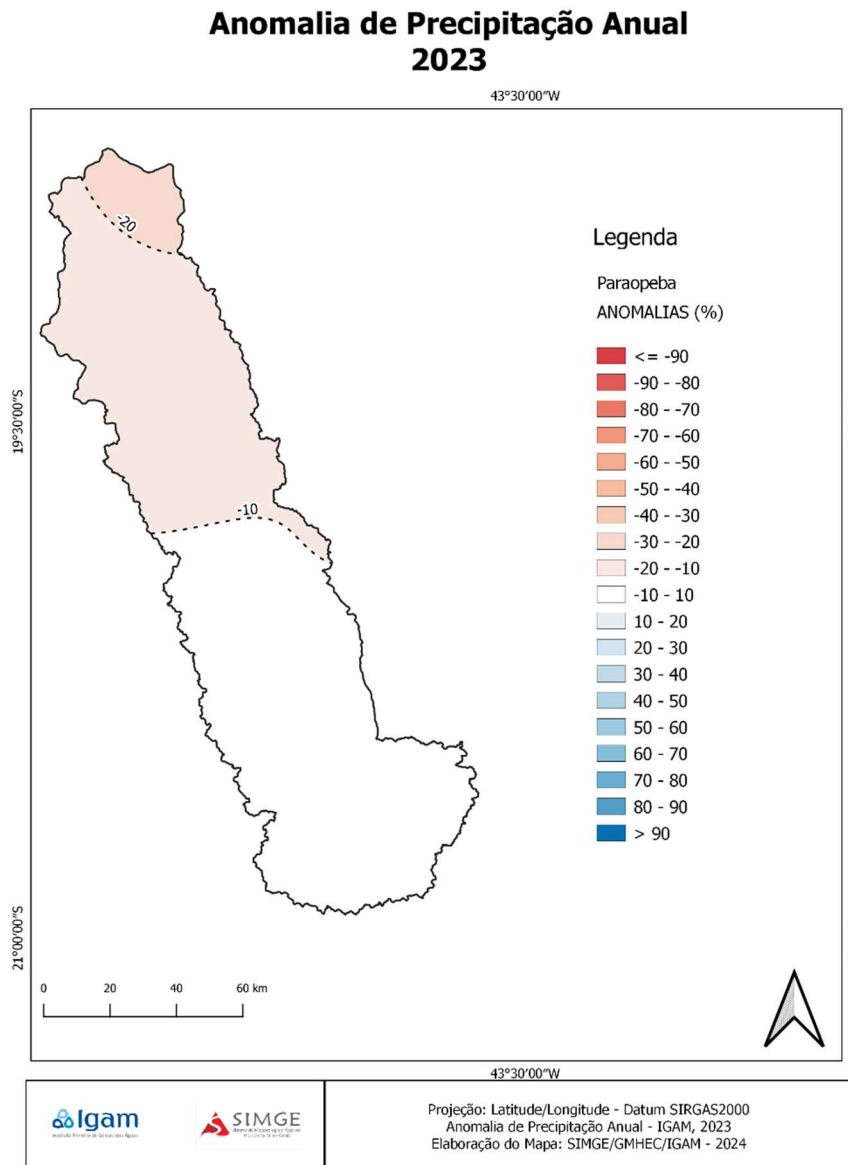 Anomalia de Precipitação Anual
2023
43°30'00"W
-20
Legenda
Paraopeba
ANOMALIAS (%)
<= -90
-90 - -80
-80 - -70
-70 - -60
-60 - -50
-50 - -40
-40 - -30
-30 - -20
-20 - -10
-10 - 10
10 - 20
20 - 30
30 - 40
40 - 50
50 - 60
60 - 70
70 - 80
80 - 90
> 90
19°30'00"S
-10
21°00'00"S
0 20 40 60 km
43°30'00"W
Igam
SIMGE
Projeção: Latitude/Longitude - Datum SIRGAS2000
Anomalia de Precipitação Anual - IGAM, 2023
Elaboração do Mapa: SIMGE/GMHEC/IGAM - 2024